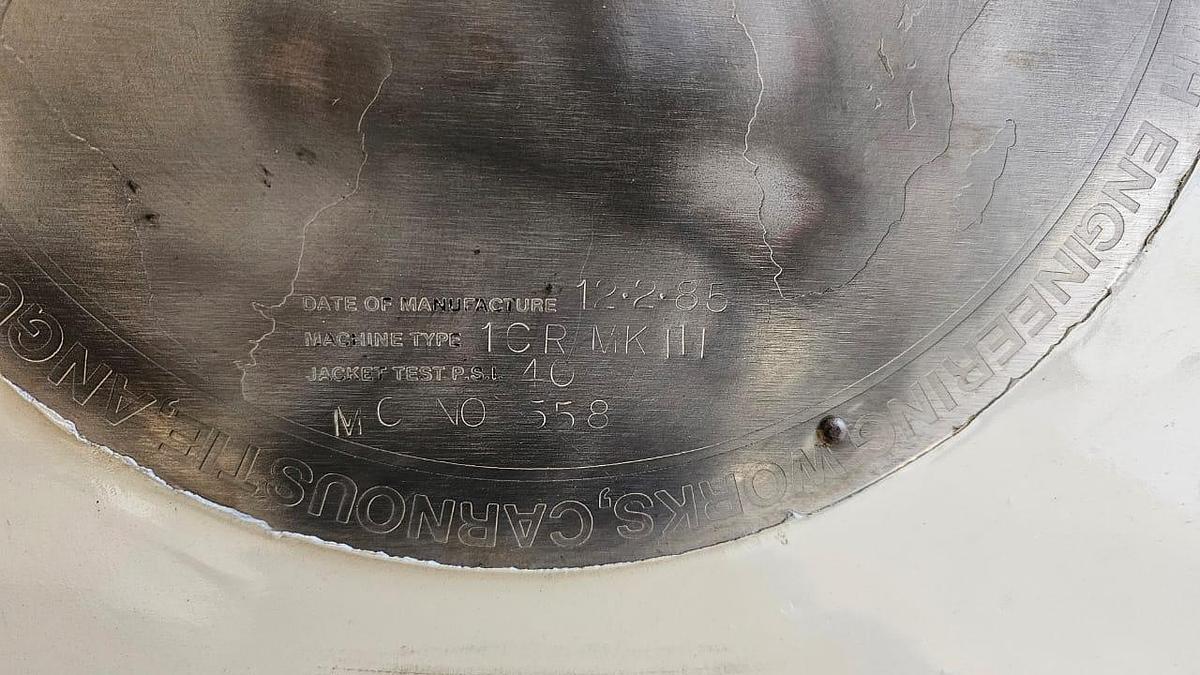 DATE OF MANUFACTURE 12·2·85
MACHINE TYPE 1CR/MK III
JACKET TEST P.S.I. 40
MC NO 558
ENGINEERING WORKS, CARNOUSTIE, ANGU